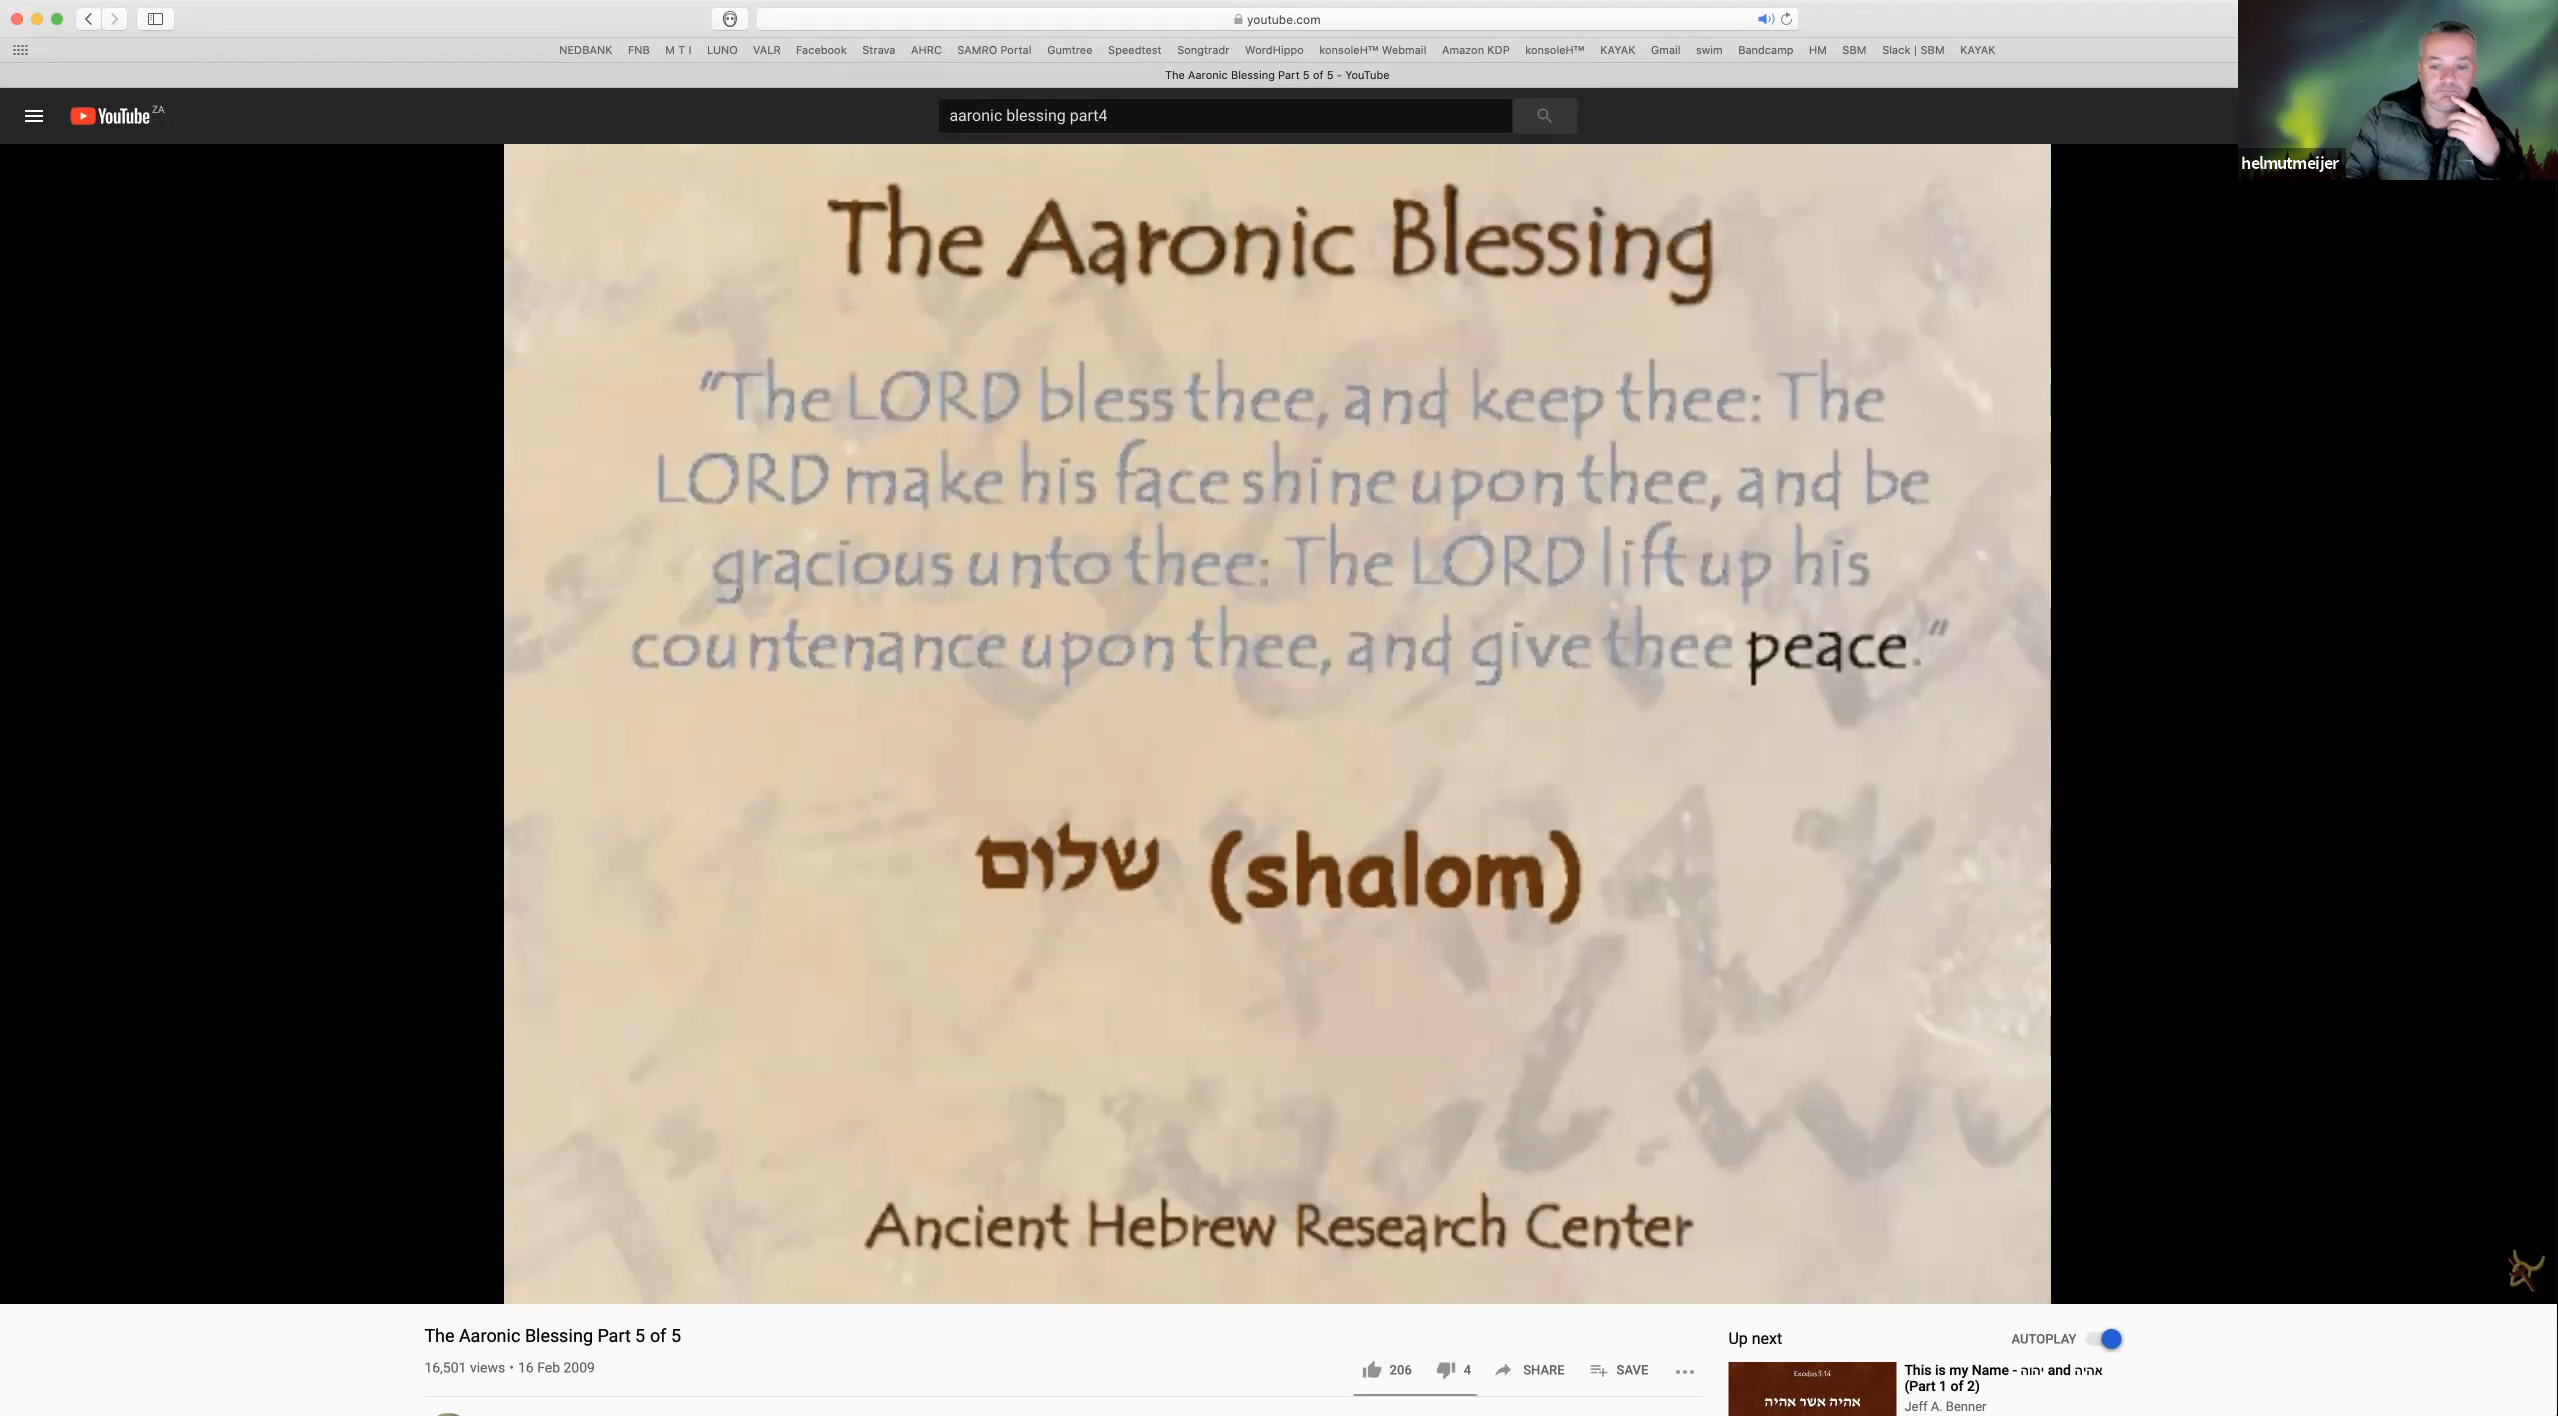 youtube.com
NEDBANK FNB M T I LUNO VALR Facebook Strava AHRC SAMRO Portal Gumtree Speedtest Songtradr WordHippo konsoleH™ Webmail Amazon KDP konsoleH™ KAYAK Gmail swim Bandcamp HM SBM Slack | SBM KAYAK
The Aaronic Blessing Part 5 of 5 - YouTube
YouTube ZA
aaronic blessing part4
helmutmeijer
The Aaronic Blessing
"The LORD bless thee, and keep thee: The
LORD make his face shine upon thee, and be
gracious unto thee: The LORD lift up his
countenance upon thee, and give thee peace."
שלום (shalom)
Ancient Hebrew Research Center
The Aaronic Blessing Part 5 of 5
16,501 views • 16 Feb 2009
206 4 SHARE SAVE
Up next AUTOPLAY
Exodus 3:14
אהיה אשר אהיה
This is my Name - יהוה and אהיה
(Part 1 of 2)
Jeff A. Benner